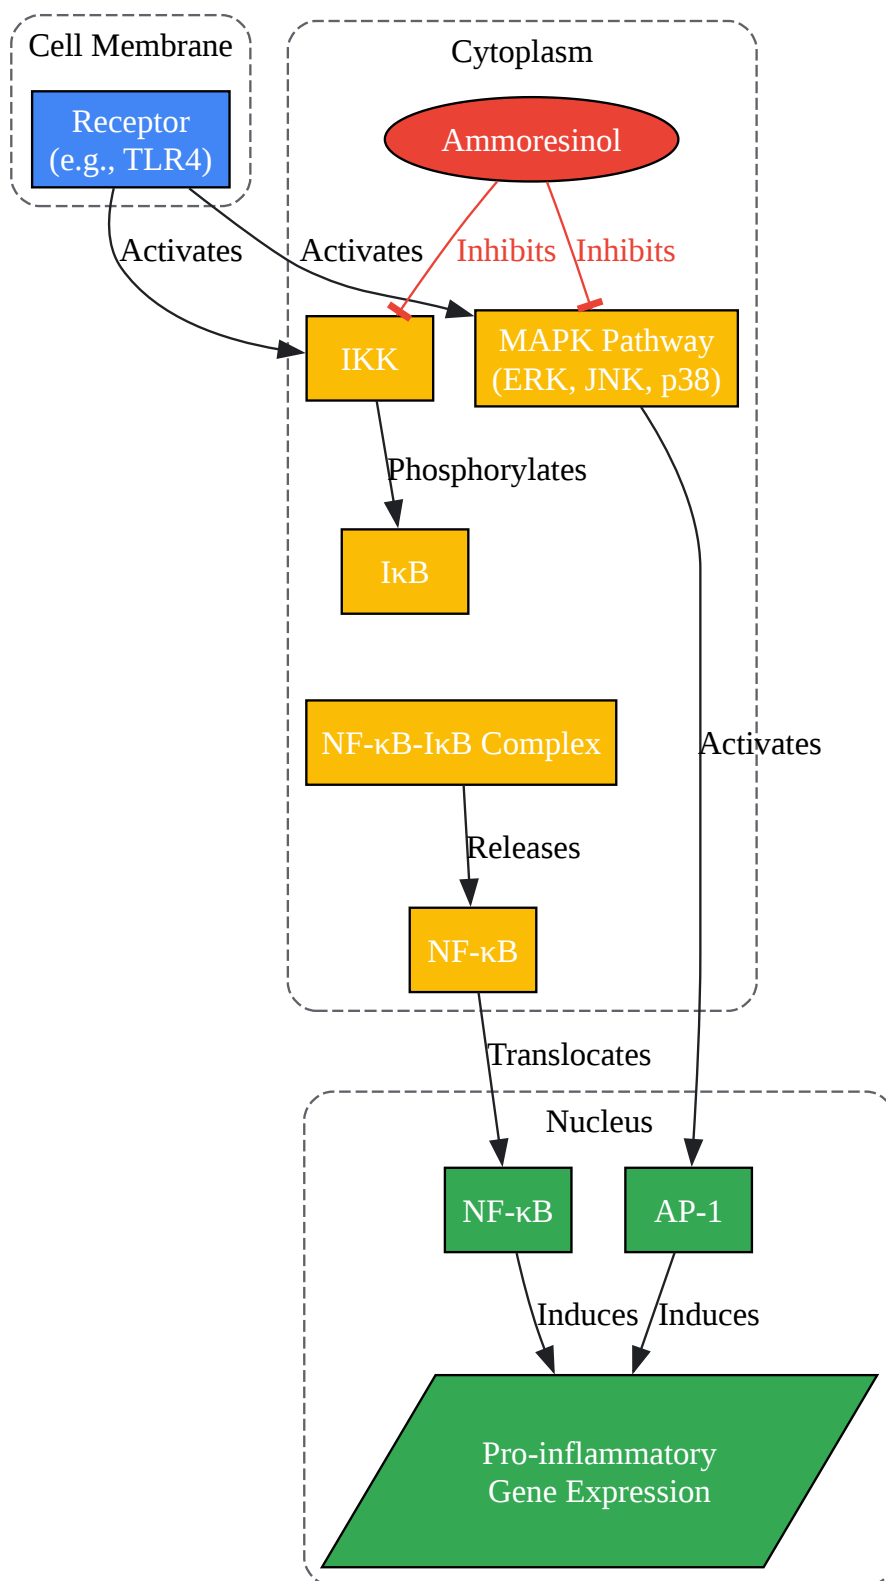 Cell Membrane
Cytoplasm
Receptor
(e.g., TLR4)
Ammoresinol
Activates
Activates
Inhibits
Inhibits
IKK
MAPK Pathway
(ERK, JNK, p38)
Phosphorylates
IκB
NF-κB-IκB Complex
Activates
Releases
NF-κB
Translocates
Nucleus
NF-κB
AP-1
Induces
Induces
Pro-inflammatory
Gene Expression